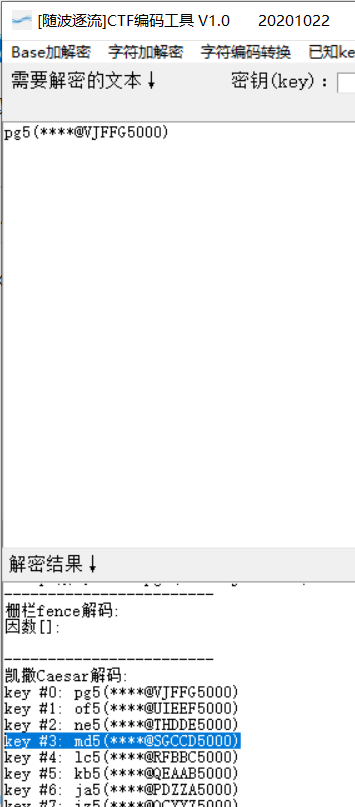 [随波逐流]CTF编码工具 V1.0 20201022
Base加解密 字符加解密 字符编码转换 已知ke
需要解密的文本↓ 密钥(key)：
pg5(****@VJFFG5000)
解密结果↓
------------------------
栅栏fence解码:
因数[]:
------------------------
凯撒Caesar解码:
key #0: pg5(****@VJFFG5000)
key #1: of5(****@UIEEF5000)
key #2: ne5(****@THDDE5000)
key #3: md5(****@SGCCD5000)
key #4: lc5(****@RFBBC5000)
key #5: kb5(****@QEAAB5000)
key #6: ja5(****@PDZZA5000)